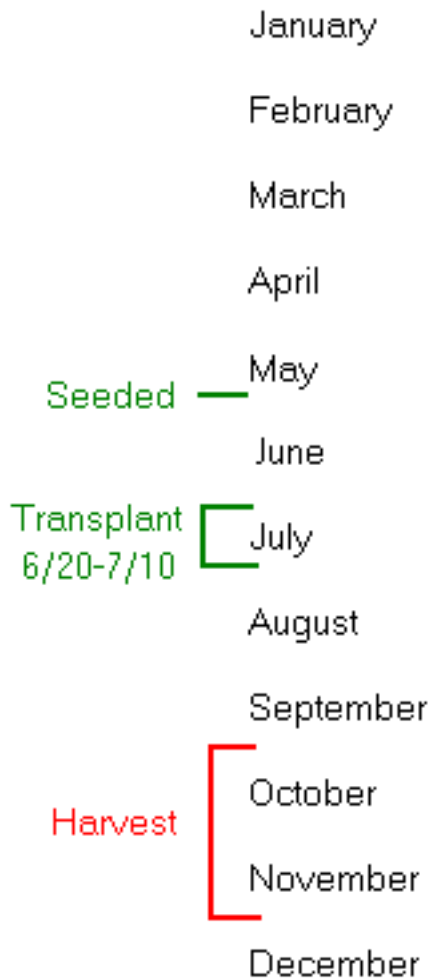 January
February
March
April
May
Seeded
June
Transplant
6/20-7/10
July
August
September
October
Harvest
November
December